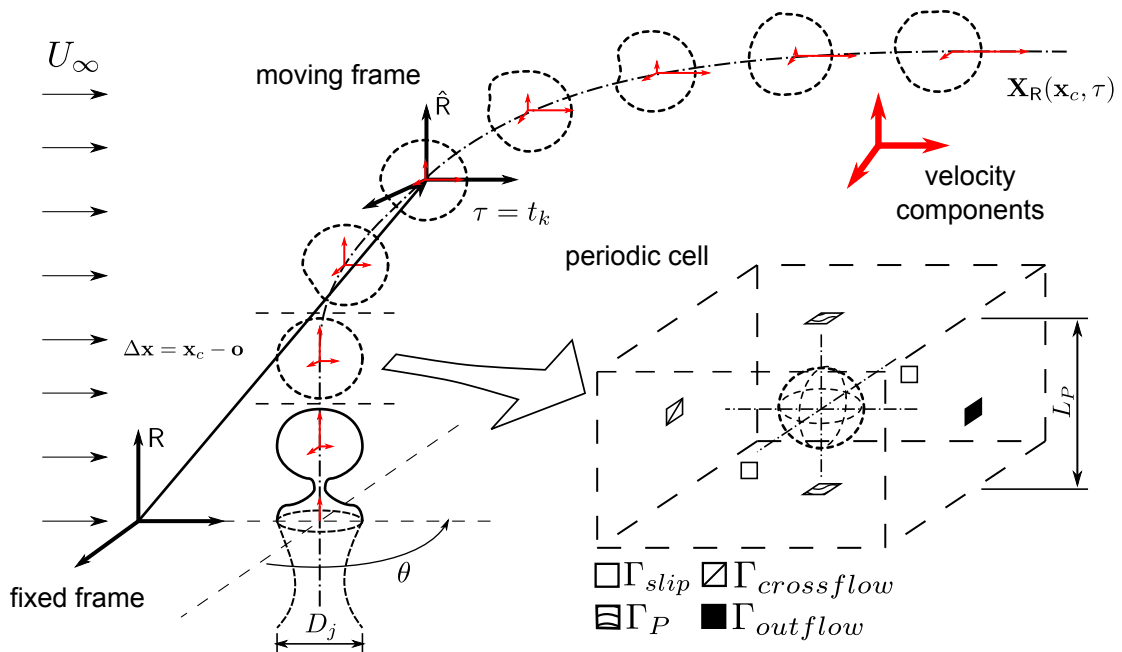 U∞
moving frame
R̂
X_R(x_c, τ)
velocity
components
τ = t_k
periodic cell
Δx = x_c − o
L_P
R
θ
fixed frame
D_j
Γ_slip Γ_crossflow
Γ_P Γ_outflow